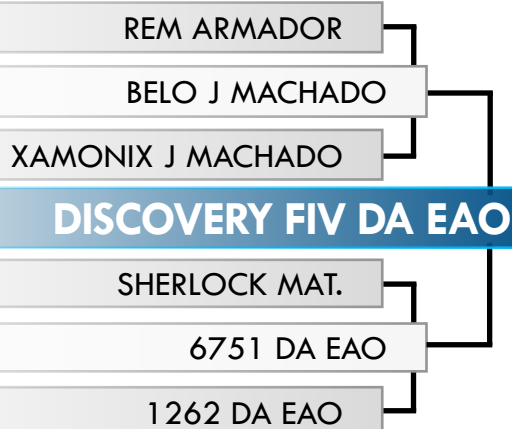 REM ARMADOR
BELO J MACHADO
XAMONIX J MACHADO
DISCOVERY FIV DA EAO
SHERLOCK MAT.
6751 DA EAO
1262 DA EAO